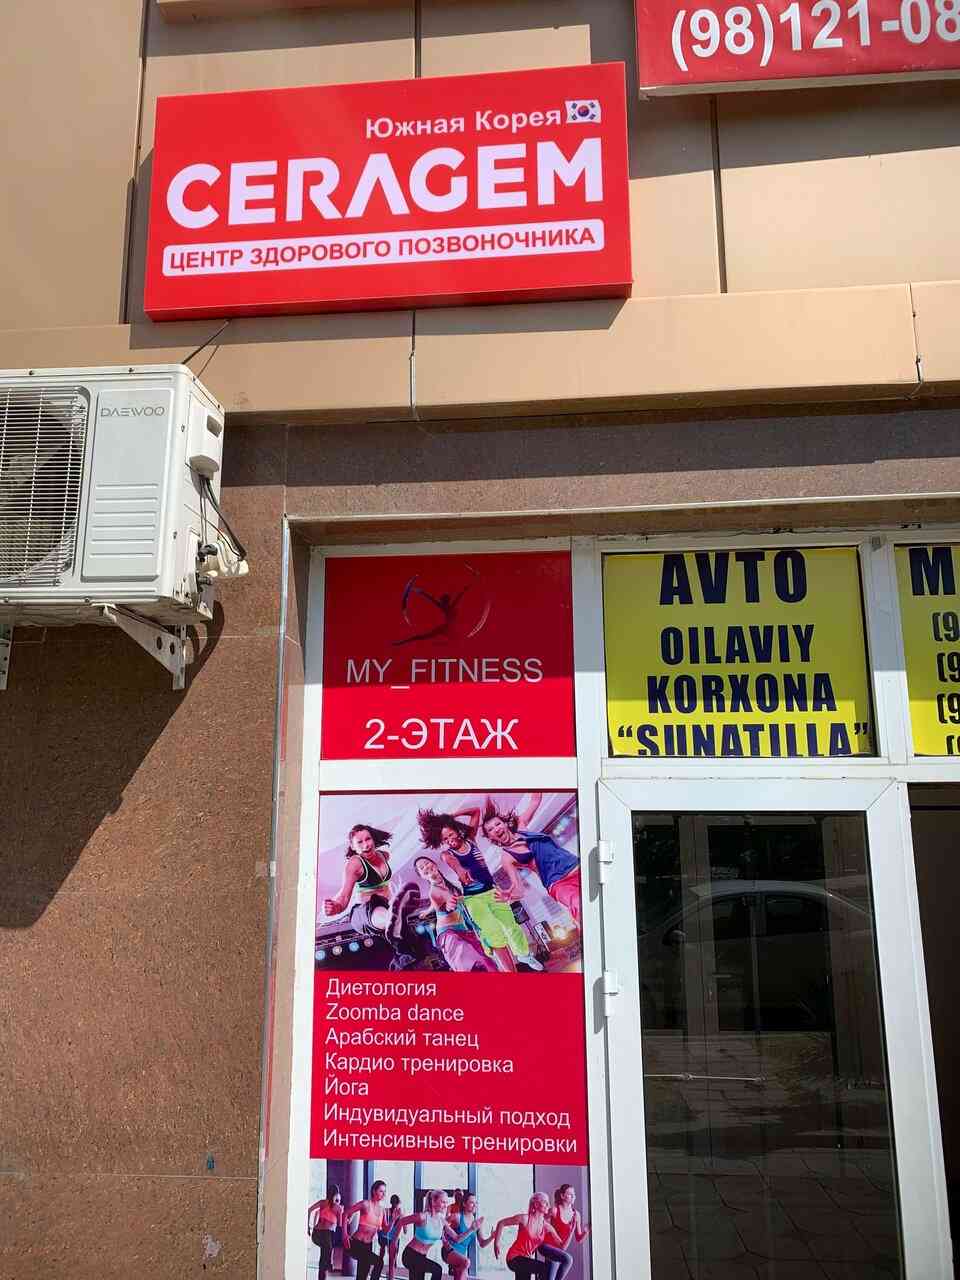 (98)121-08
Южная Корея
CERAGEM
ЦЕНТР ЗДОРОВОГО ПОЗВОНОЧНИКА
DAEWOO
MY_FITNESS
2-ЭТАЖ
AVTO
OILAVIY
KORXONA
“SUNATILLA”
Диетология
Zoomba dance
Арабский танец
Кардио тренировка
Йога
Индувидуальный подход
Интенсивные тренировки